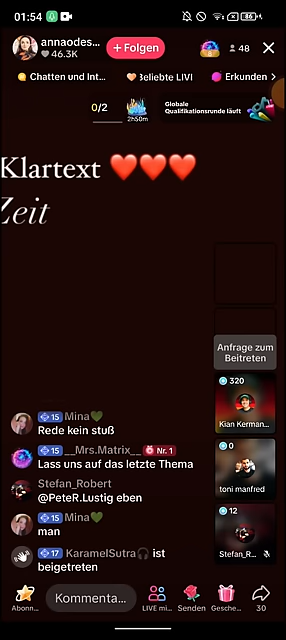 01:54
86
annaodes...
46.3K
+ Folgen
8
48
Chatten und Int...
Beliebte LIVE
Erkunden >
0/2
2h50m
Globale
Qualifikationsrunde läuft
Klartext ❤️❤️❤️
Zeit
Anfrage zum
Beitreten
320
Kian Kerman...
0
toni manfred
12
Stefan_R...
15 Mina💚
Rede kein stuß
15 __Mrs.Matrix__ Nr. 1
Lass uns auf das letzte Thema
Stefan_Robert
@PeteR.Lustig eben
15 Mina💚
man
17 KaramelSutra🎧 ist
beigetreten
Abonn...
Kommenta...
LIVE mi...
Senden
Gesche...
30